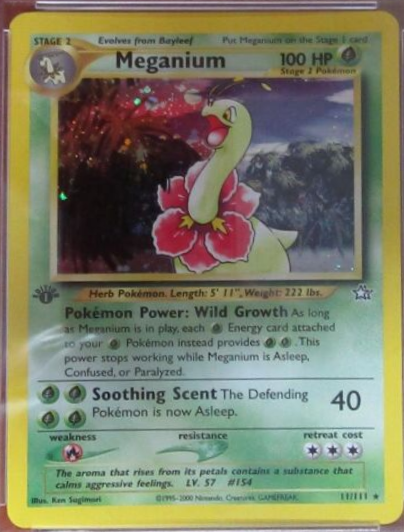 STAGE 2 Evolves from Bayleef Put Meganium on the Stage 1 card
Meganium 100 HP
Stage 2 Pokémon
1
Herb Pokémon. Length: 5' 11", Weight: 222 lbs.
Pokémon Power: Wild Growth As long
as Meganium is in play, each Energy card attached
to your Pokémon instead provides . This
power stops working while Meganium is Asleep,
Confused, or Paralyzed.
Soothing Scent The Defending 40
Pokémon is now Asleep.
weakness resistance retreat cost
The aroma that rises from its petals contains a substance that
calms aggressive feelings. LV. 57 #154
Illus. Ken Sugimori ©1995-2000 Nintendo, Creatures, GAMEFREAK. 11/111 ★